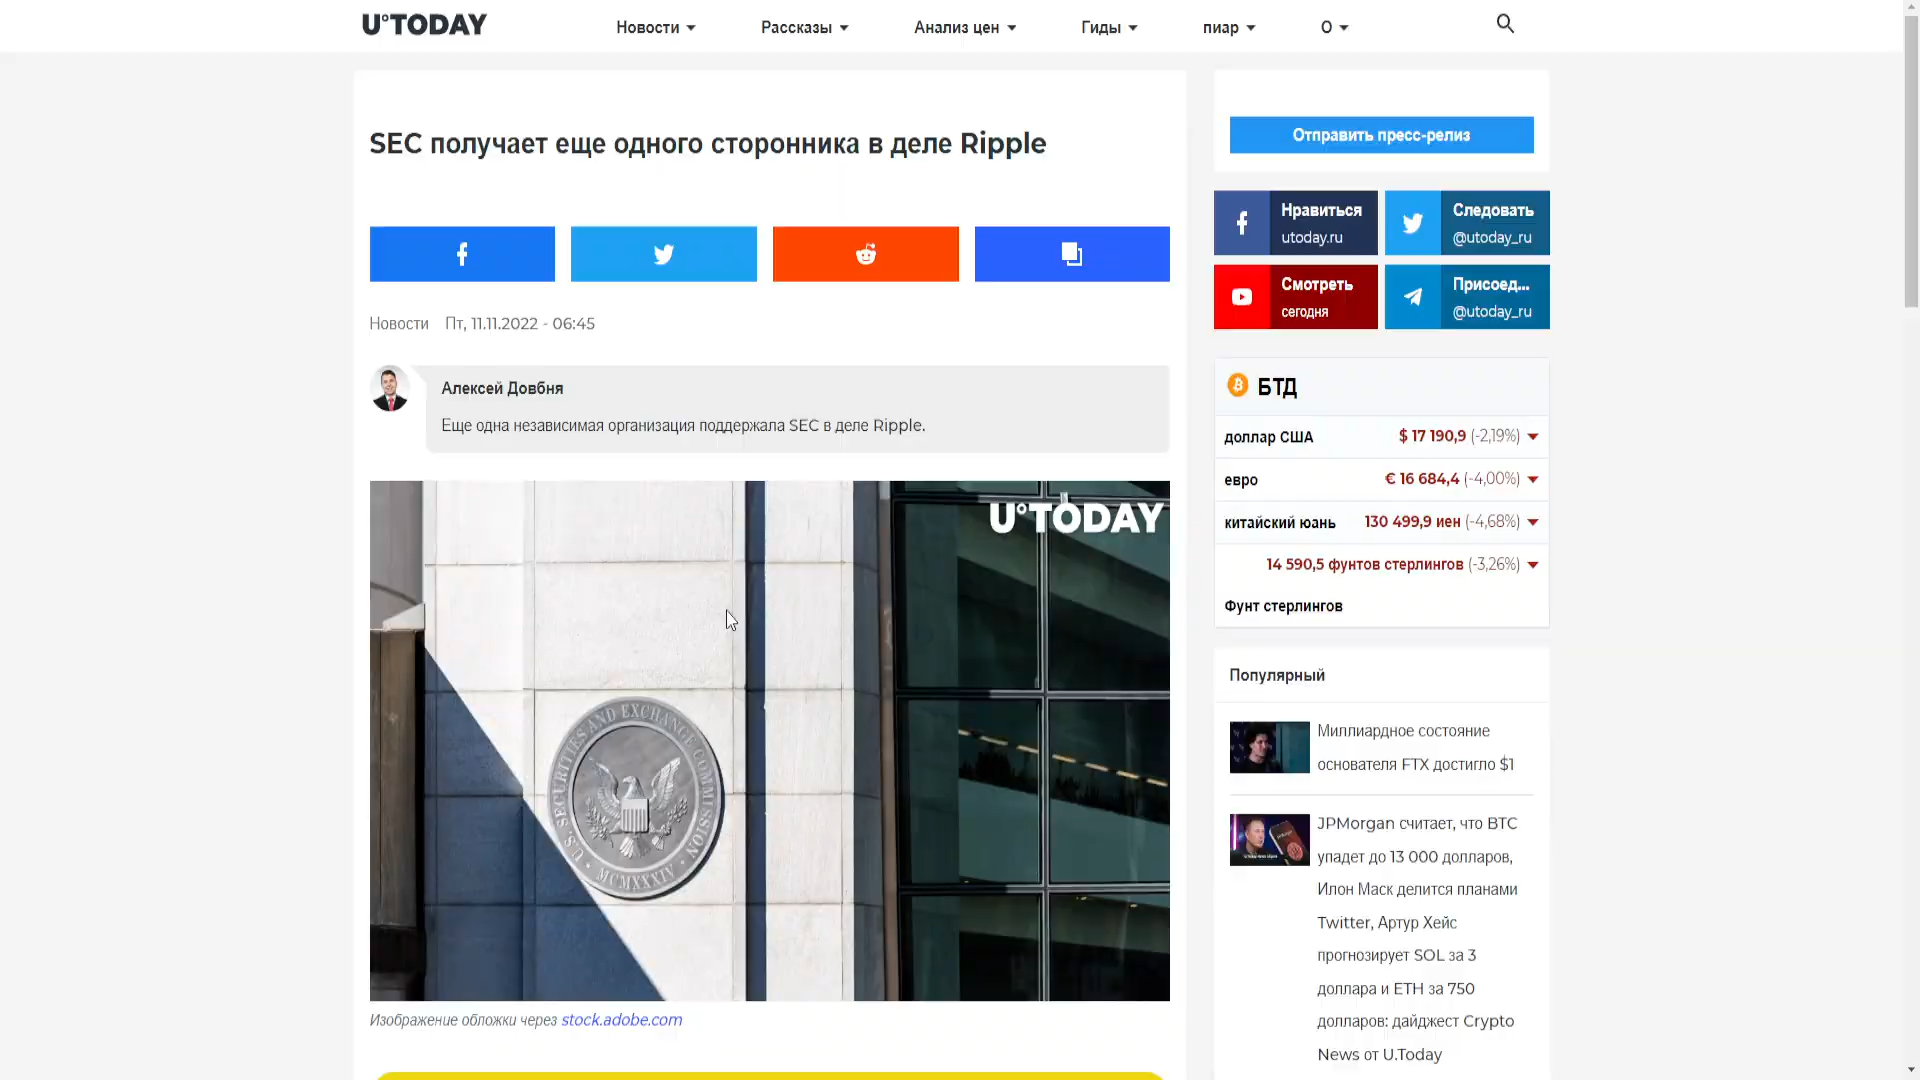 U°TODAY
Новости
Рассказы
Анализ цен
Гиды
пиар
О
SEC получает еще одного сторонника в деле Ripple
Новости Пт, 11.11.2022 - 06:45
Алексей Довбня
Еще одна независимая организация поддержала SEC в деле Ripple.
U°TODAY
U.S. SECURITIES AND EXCHANGE COMMISSION
MCMXXXIV
Изображение обложки через stock.adobe.com
Отправить пресс-релиз
Нравиться
utoday.ru
Следовать
@utoday_ru
Смотреть
сегодня
Присоед...
@utoday_ru
БТД
доллар США $ 17 190,9 (-2,19%)
евро € 16 684,4 (-4,00%)
китайский юань 130 499,9 иен (-4,68%)
14 590,5 фунтов стерлингов (-3,26%)
Фунт стерлингов
Популярный
Миллиардное состояние
основателя FTX достигло $1
JPMorgan считает, что BTC
упадет до 13 000 долларов,
Илон Маск делится планами
Twitter, Артур Хейс
прогнозирует SOL за 3
доллара и ETH за 750
долларов: дайджест Crypto
News от U.Today